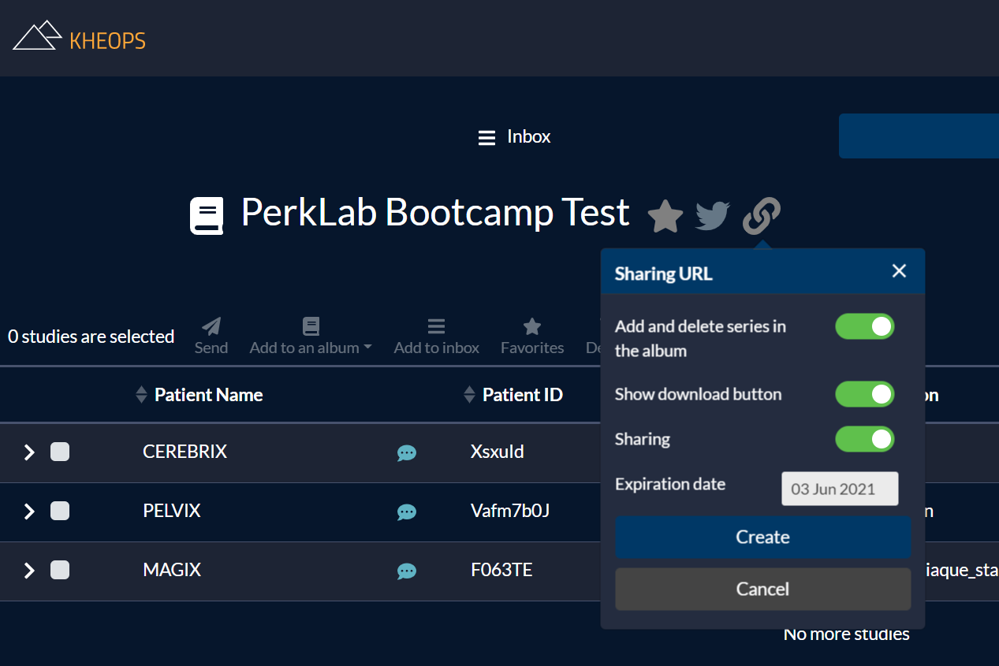 KHEOPS
Inbox
PerkLab Bootcamp Test
Sharing URL
Add and delete series in
the album
Show download button
Sharing
Expiration date
03 Jun 2021
Create
Cancel
0 studies are selected
Send
Add to an album
Add to inbox
Favorites
De
Patient Name
Patient ID
on
CEREBRIX
XsxuId
PELVIX
Vafm7b0J
n
MAGIX
F063TE
iaque_sta
No more studies